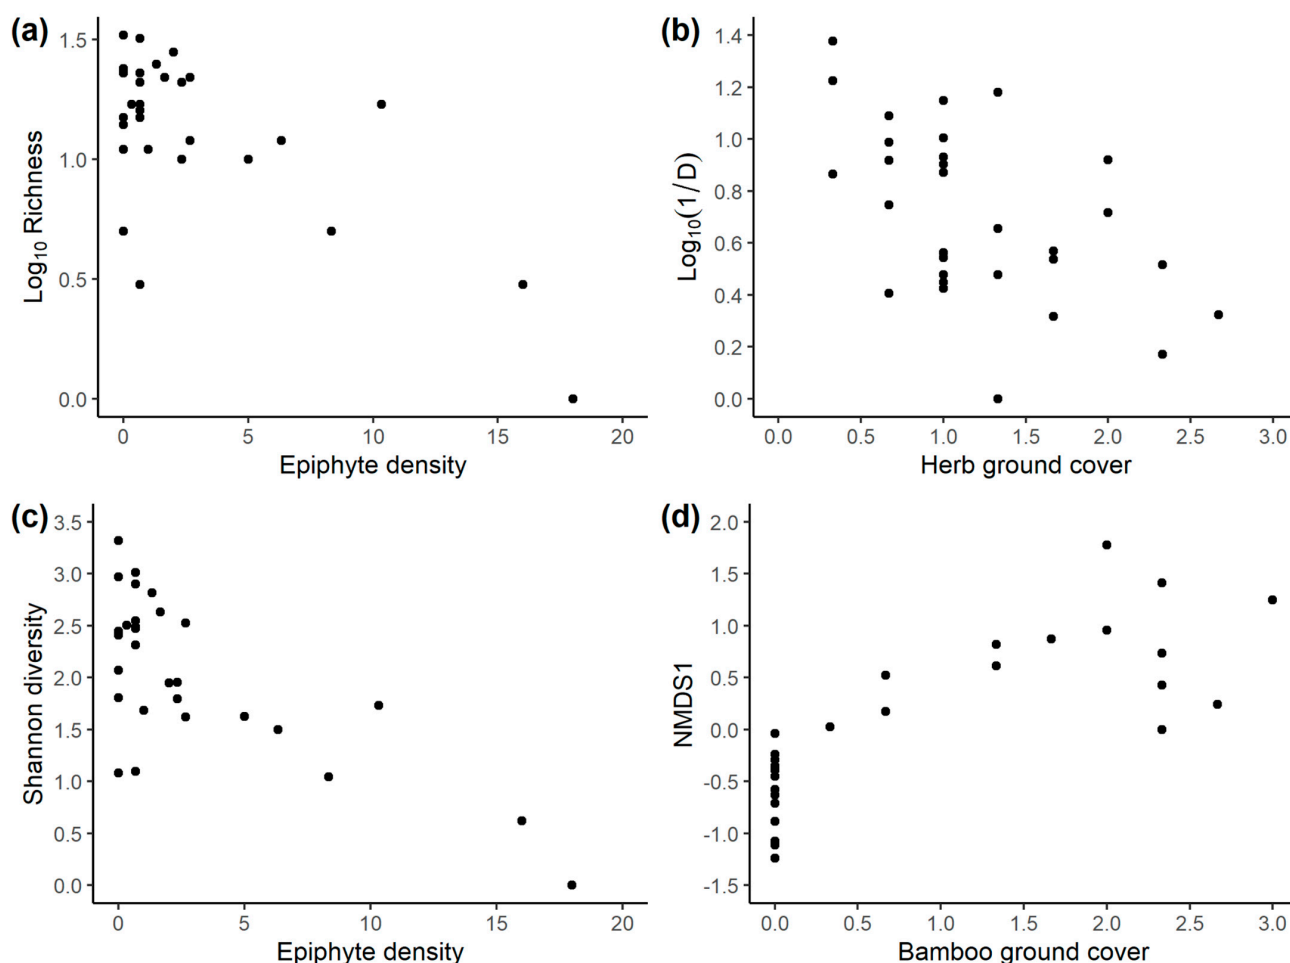 (a)
1.5
1.0
0.5
0.0
Log10 Richness
0 5 10 15 20
Epiphyte density
(b)
1.4
1.2
1.0
0.8
0.6
0.4
0.2
0.0
Log10(1/D)
0.0 0.5 1.0 1.5 2.0 2.5 3.0
Herb ground cover
(c)
3.5
3.0
2.5
2.0
1.5
1.0
0.5
0.0
Shannon diversity
0 5 10 15 20
Epiphyte density
(d)
2.0
1.5
1.0
0.5
0.0
-0.5
-1.0
-1.5
NMDS1
0.0 0.5 1.0 1.5 2.0 2.5 3.0
Bamboo ground cover